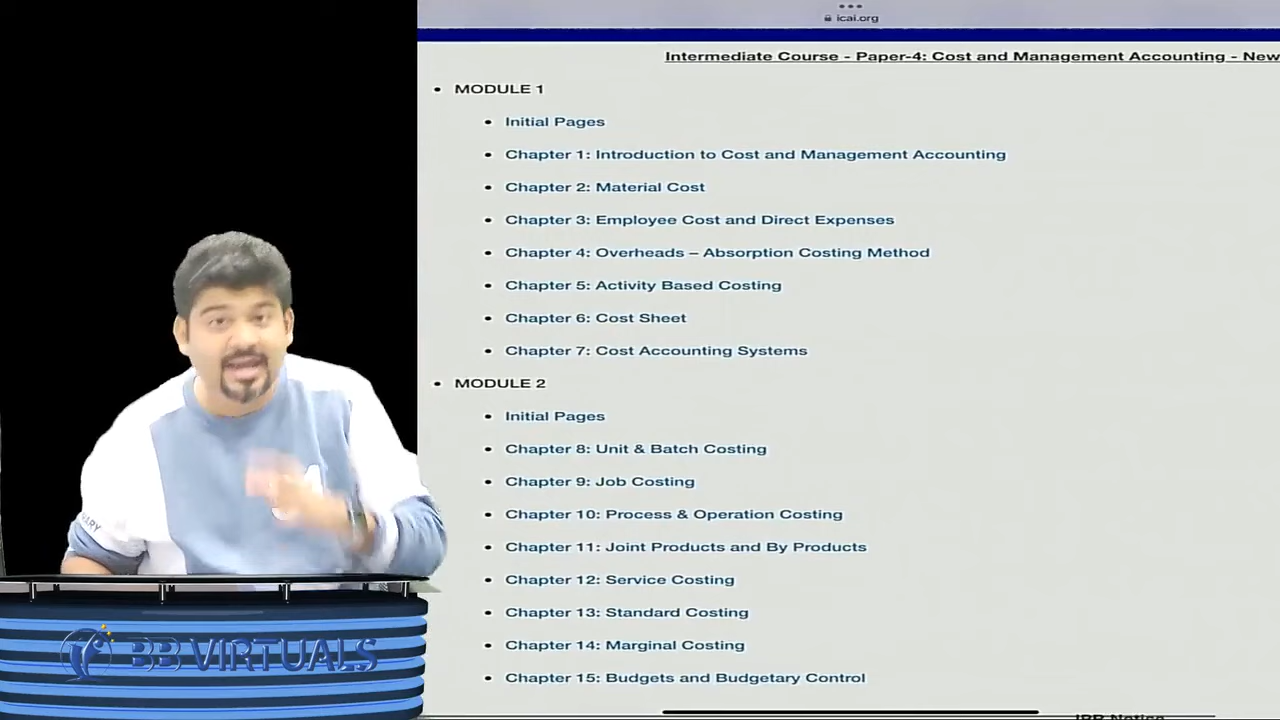 icai.org
Intermediate Course - Paper-4: Cost and Management Accounting - New
MODULE 1
Initial Pages
Chapter 1: Introduction to Cost and Management Accounting
Chapter 2: Material Cost
Chapter 3: Employee Cost and Direct Expenses
Chapter 4: Overheads – Absorption Costing Method
Chapter 5: Activity Based Costing
Chapter 6: Cost Sheet
Chapter 7: Cost Accounting Systems
MODULE 2
Initial Pages
Chapter 8: Unit & Batch Costing
Chapter 9: Job Costing
Chapter 10: Process & Operation Costing
Chapter 11: Joint Products and By Products
Chapter 12: Service Costing
Chapter 13: Standard Costing
Chapter 14: Marginal Costing
Chapter 15: Budgets and Budgetary Control
BB VIRTUALS